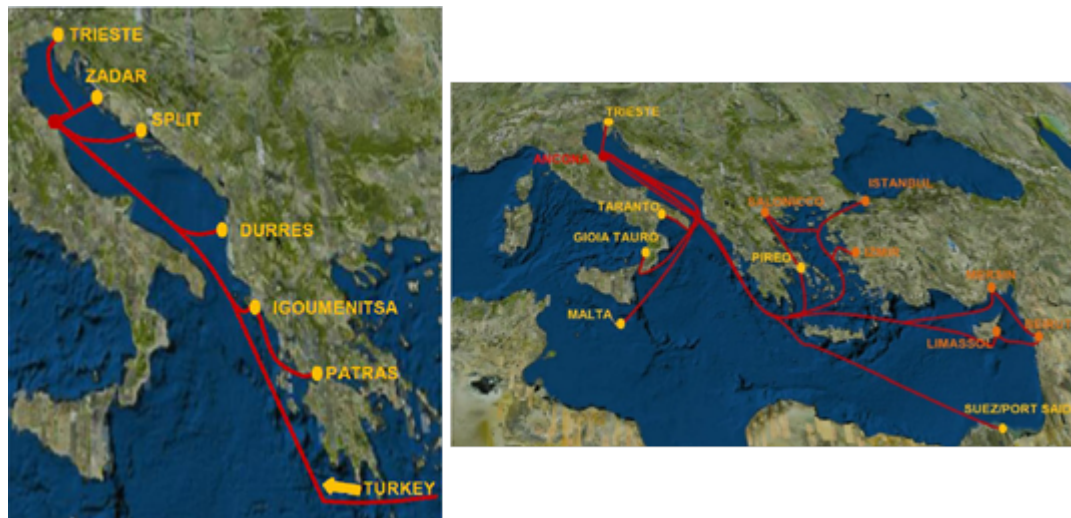 TRIESTE
ZADAR
SPLIT
DURRES
IGOUMENITSA
PATRAS
TURKEY
TRIESTE
ANCONA
ISTANBUL
TARANTO
GIOIA TAURO
PIREO
MALTA
LIMASSOL
SUEZ/PORT SAID